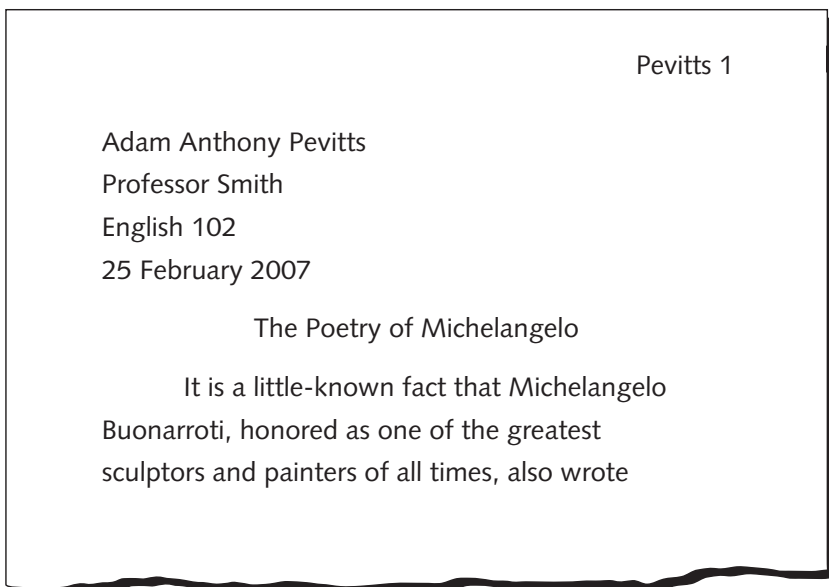 Pevitts 1
Adam Anthony Pevitts
Professor Smith
English 102
25 February 2007
The Poetry of Michelangelo
It is a little-known fact that Michelangelo
Buonarroti, honored as one of the greatest
sculptors and painters of all times, also wrote